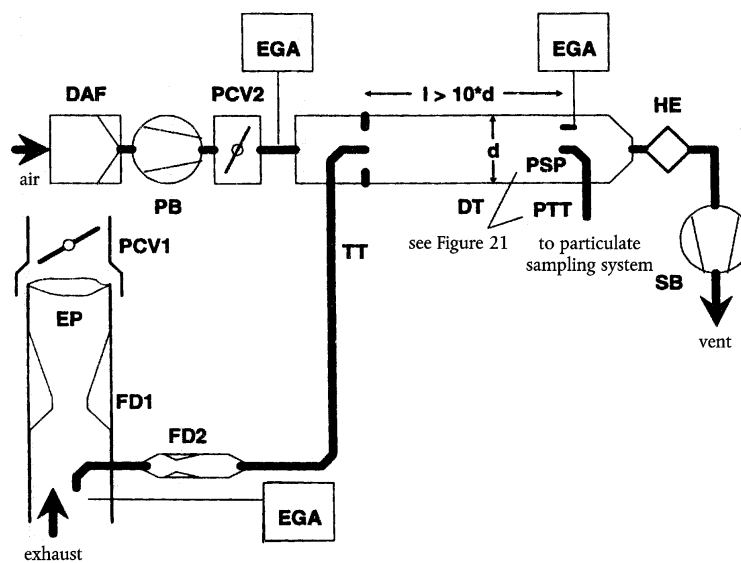 EGA
EGA
DAF
PCV2
l > 10*d
HE
air
PB
d
PSP
DT
PTT
see Figure 21
to particulate
sampling system
PCV1
TT
SB
EP
vent
FD1
FD2
EGA
exhaust